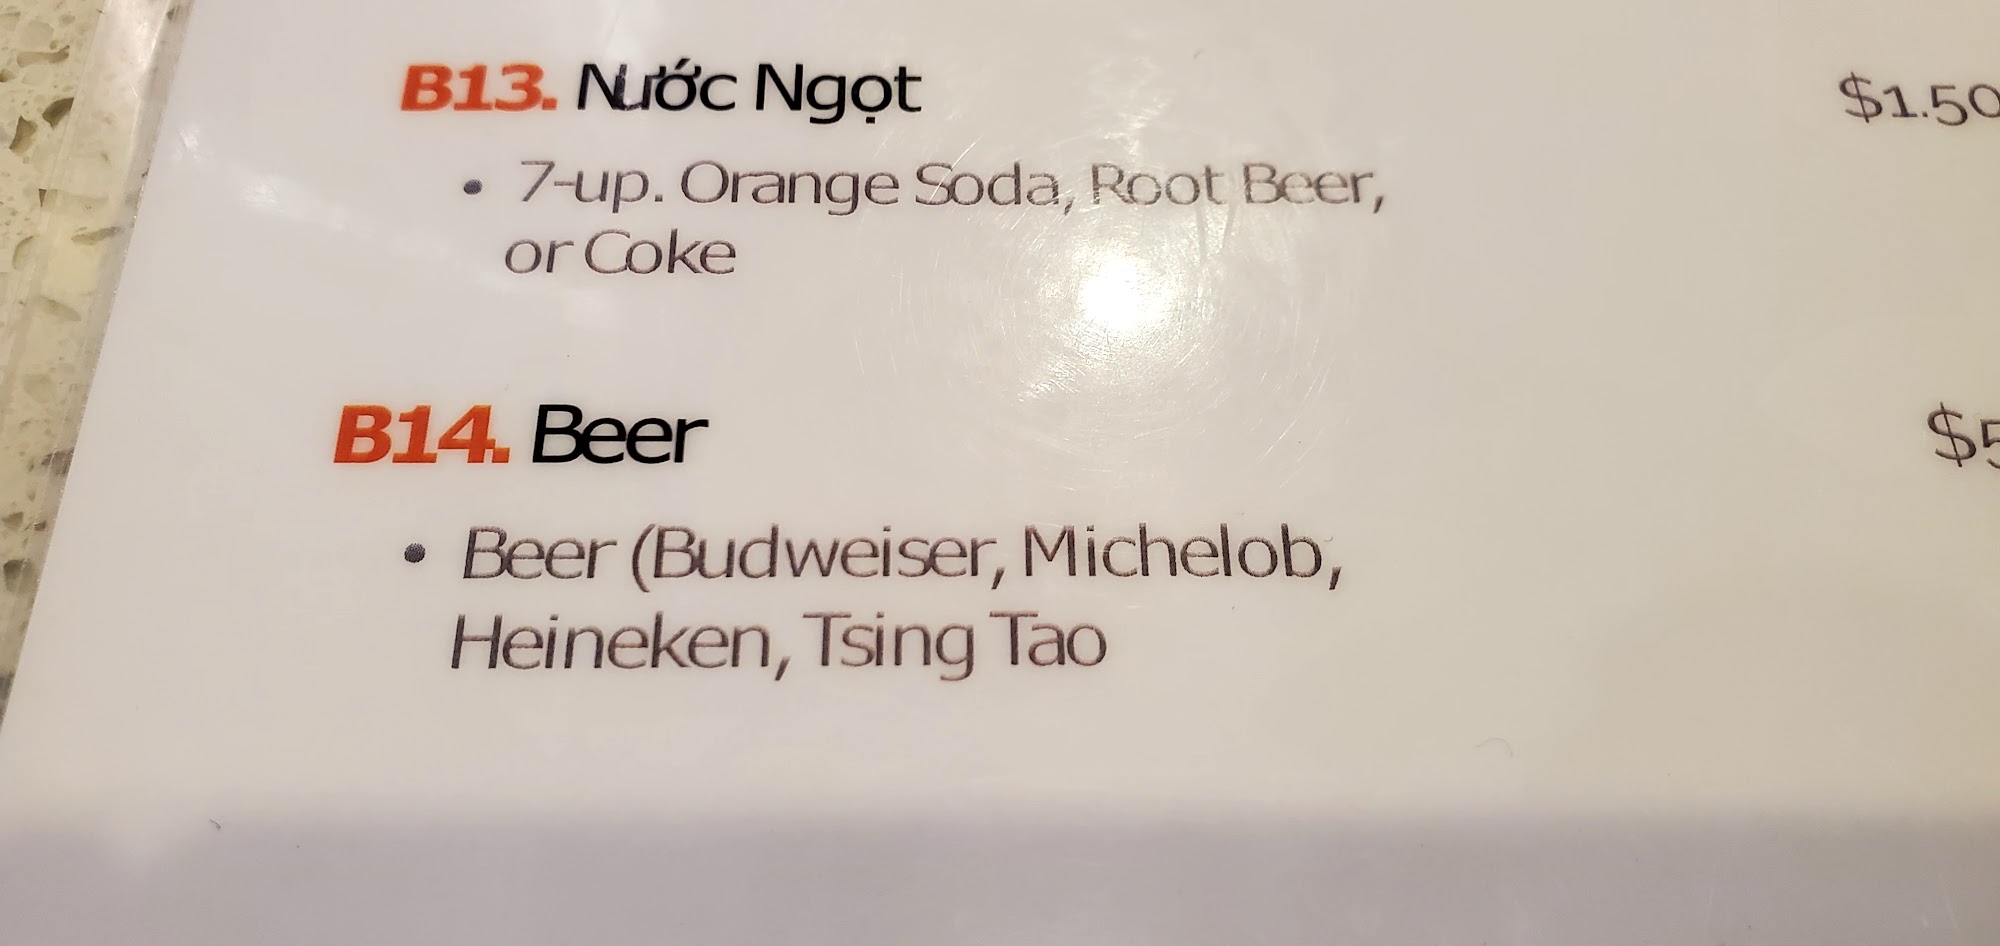 B13. Nước Ngọt $1.50
• 7-up. Orange Soda, Root Beer,
or Coke
B14. Beer $5
• Beer (Budweiser, Michelob,
Heineken, Tsing Tao